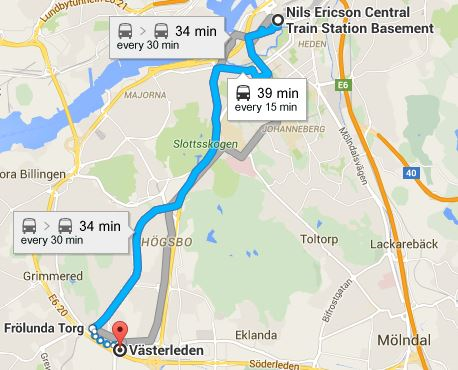 Lundbytunneln E6.21
Nils Ericson Central
Train Station Basement
34 min
every 30 min
HEDEN
E6
39 min
every 15 min
MAJORNA
JOHANNEBERG
Slottsskogen
Mölndalsvägen
40
ora Billingen
34 min
every 30 min
HÖGSBO
Toltorp
Lackarebäck
Grimmered
E6.20
Bifrostgatan
Frölunda Torg
Eklanda
Mölndal
Västerleden
Söderleden